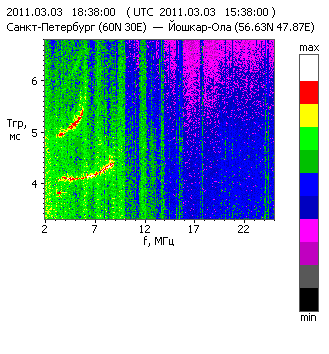 2011.03.03 18:38:00 ( UTC 2011.03.03 15:38:00 )
Санкт-Петербург (60N 30E) — Йошкар-Ола (56.63N 47.87E)
max
6
Тгр,
мс
5
4
2 7 12 17 22
f, МГц
min